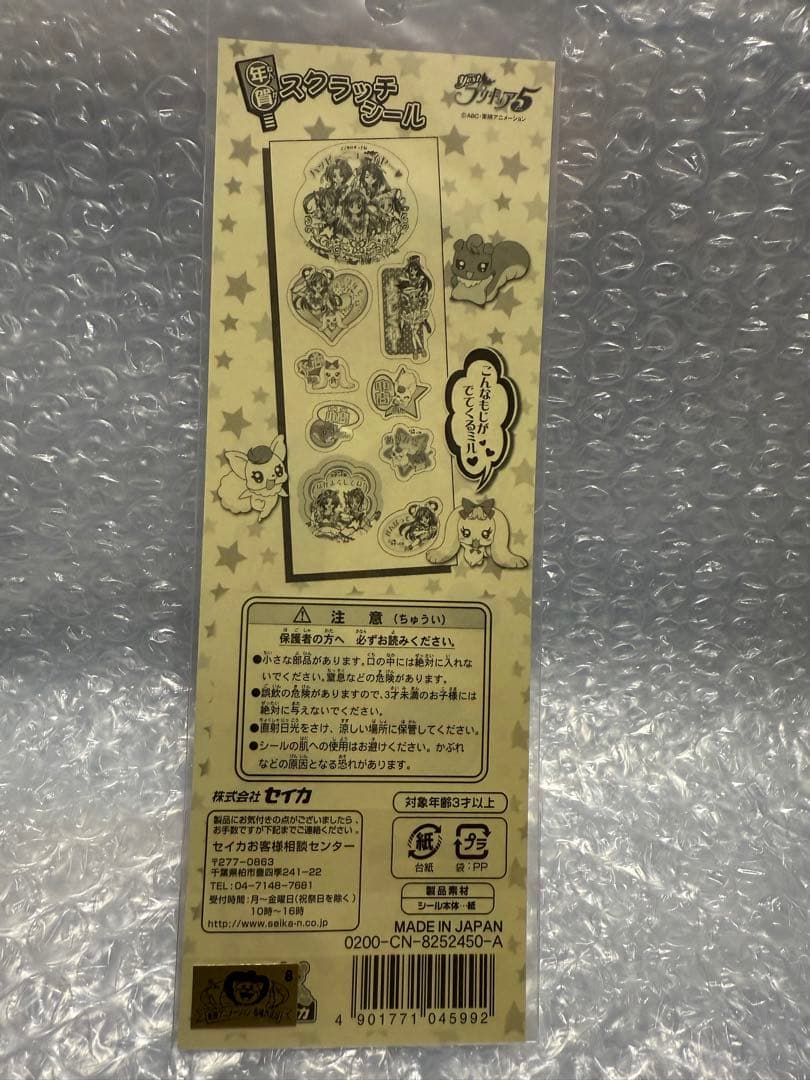 年賀
スクラッチ
シール
Yes!
プリキュア5
©ABC・東映アニメーション
こんなもじが
でてくるミル♥
⚠ 注意（ちゅうい）
保護者の方へ 必ずお読みください。
●小さな部品があります。口の中には絶対に入れな
いでください。窒息などの危険があります。
●誤飲の危険がありますので、3才未満のお子様には
絶対に与えないでください。
●直射日光をさけ、涼しい場所に保管してください。
●シールの肌への使用はお避けください。かぶれ
などの原因となる恐れがあります。
株式会社 セイカ
対象年齢3才以上
製品にお気付きの点がございましたら、
お手数ですが下記までご連絡ください。
セイカお客様相談センター
〒277-0863
千葉県柏市豊四季241-22
TEL：04-7148-7681
受付時間：月～金曜日（祝祭日を除く）
10時～16時
http://www.seika-n.co.jp
紙
台紙
プラ
袋：PP
製品素材
シール本体…紙
MADE IN JAPAN
0200-CN-8252450-A
4 901771 045992